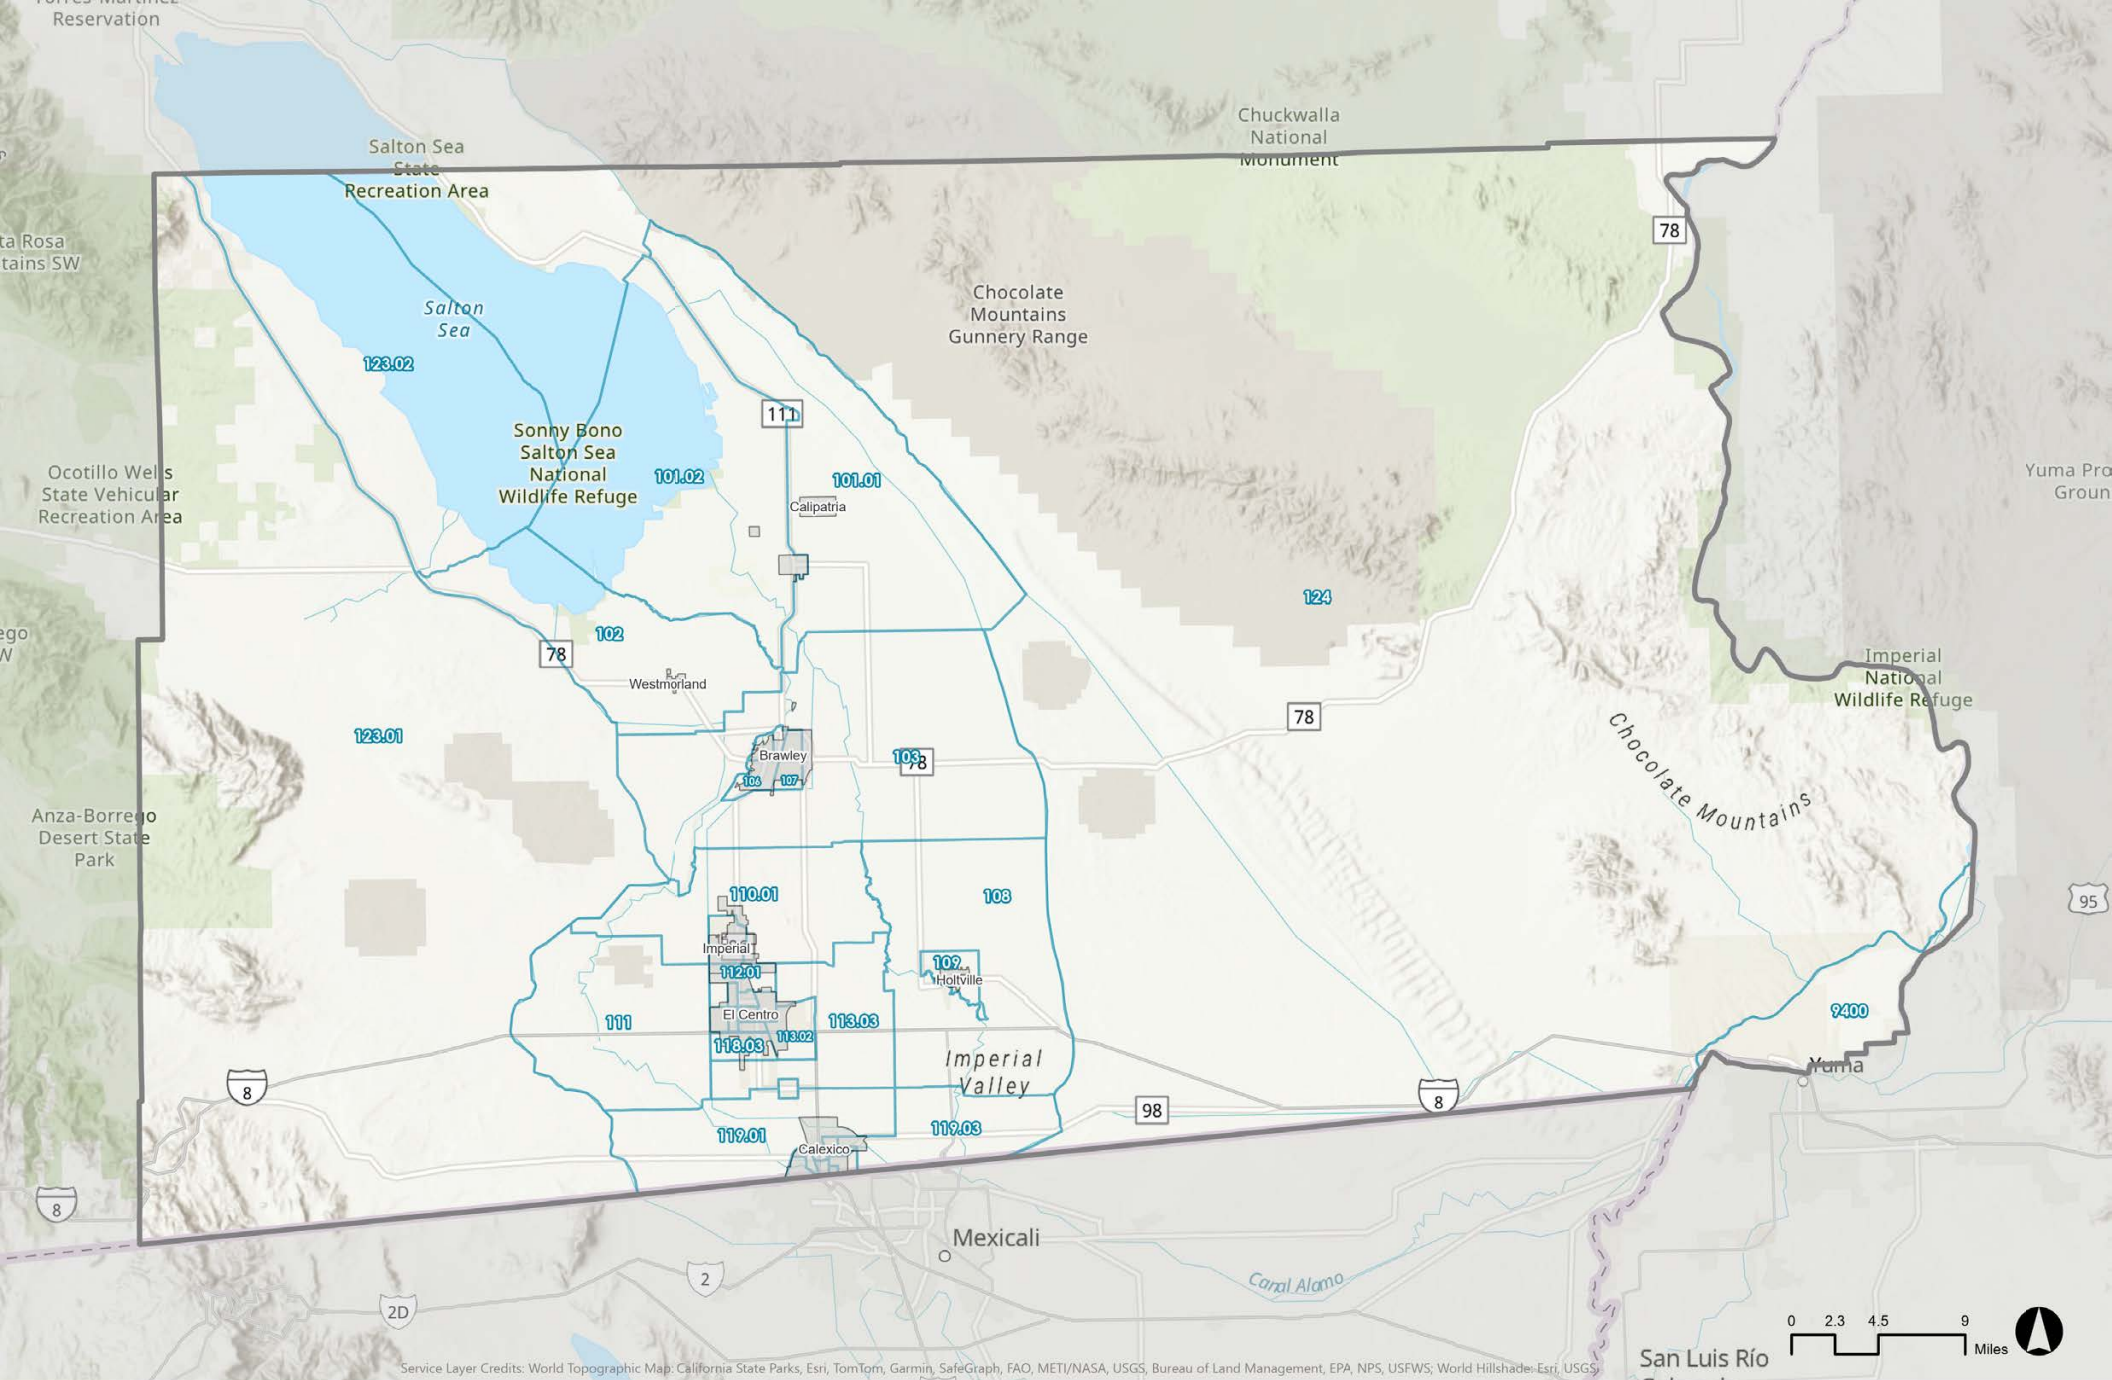 Reservation
Chuckwalla
National
Monument
Salton Sea
State
Recreation Area
78
ta Rosa
tains SW
Chocolate
Mountains
Gunnery Range
Salton
Sea
123.02
111
Sonny Bono
Salton Sea
National
Wildlife Refuge
101.02
101.01
Calipatria
Ocotillo Wells
State Vehicular
Recreation Area
Yuma Pro
Groun
124
ego
W
102
78
Westmorland
Imperial
National
Wildlife Refuge
78
123.01
Brawley
106
107
103
78
Chocolate Mountains
Anza-Borrego
Desert State
Park
110.01
108
95
Imperial
109
112.01
Holtville
El Centro
111
113.03
113.02
118.03
9400
Imperial
Valley
Yuma
8
8
98
119.01
119.03
Calexico
8
Mexicali
2
Canal Alamo
2D
0 2.3 4.5 9
Miles
San Luis Río
Service Layer Credits: World Topographic Map: California State Parks, Esri, TomTom, Garmin, SafeGraph, FAO, METI/NASA, USGS, Bureau of Land Management, EPA, NPS, USFWS; World Hillshade: Esri, USGS